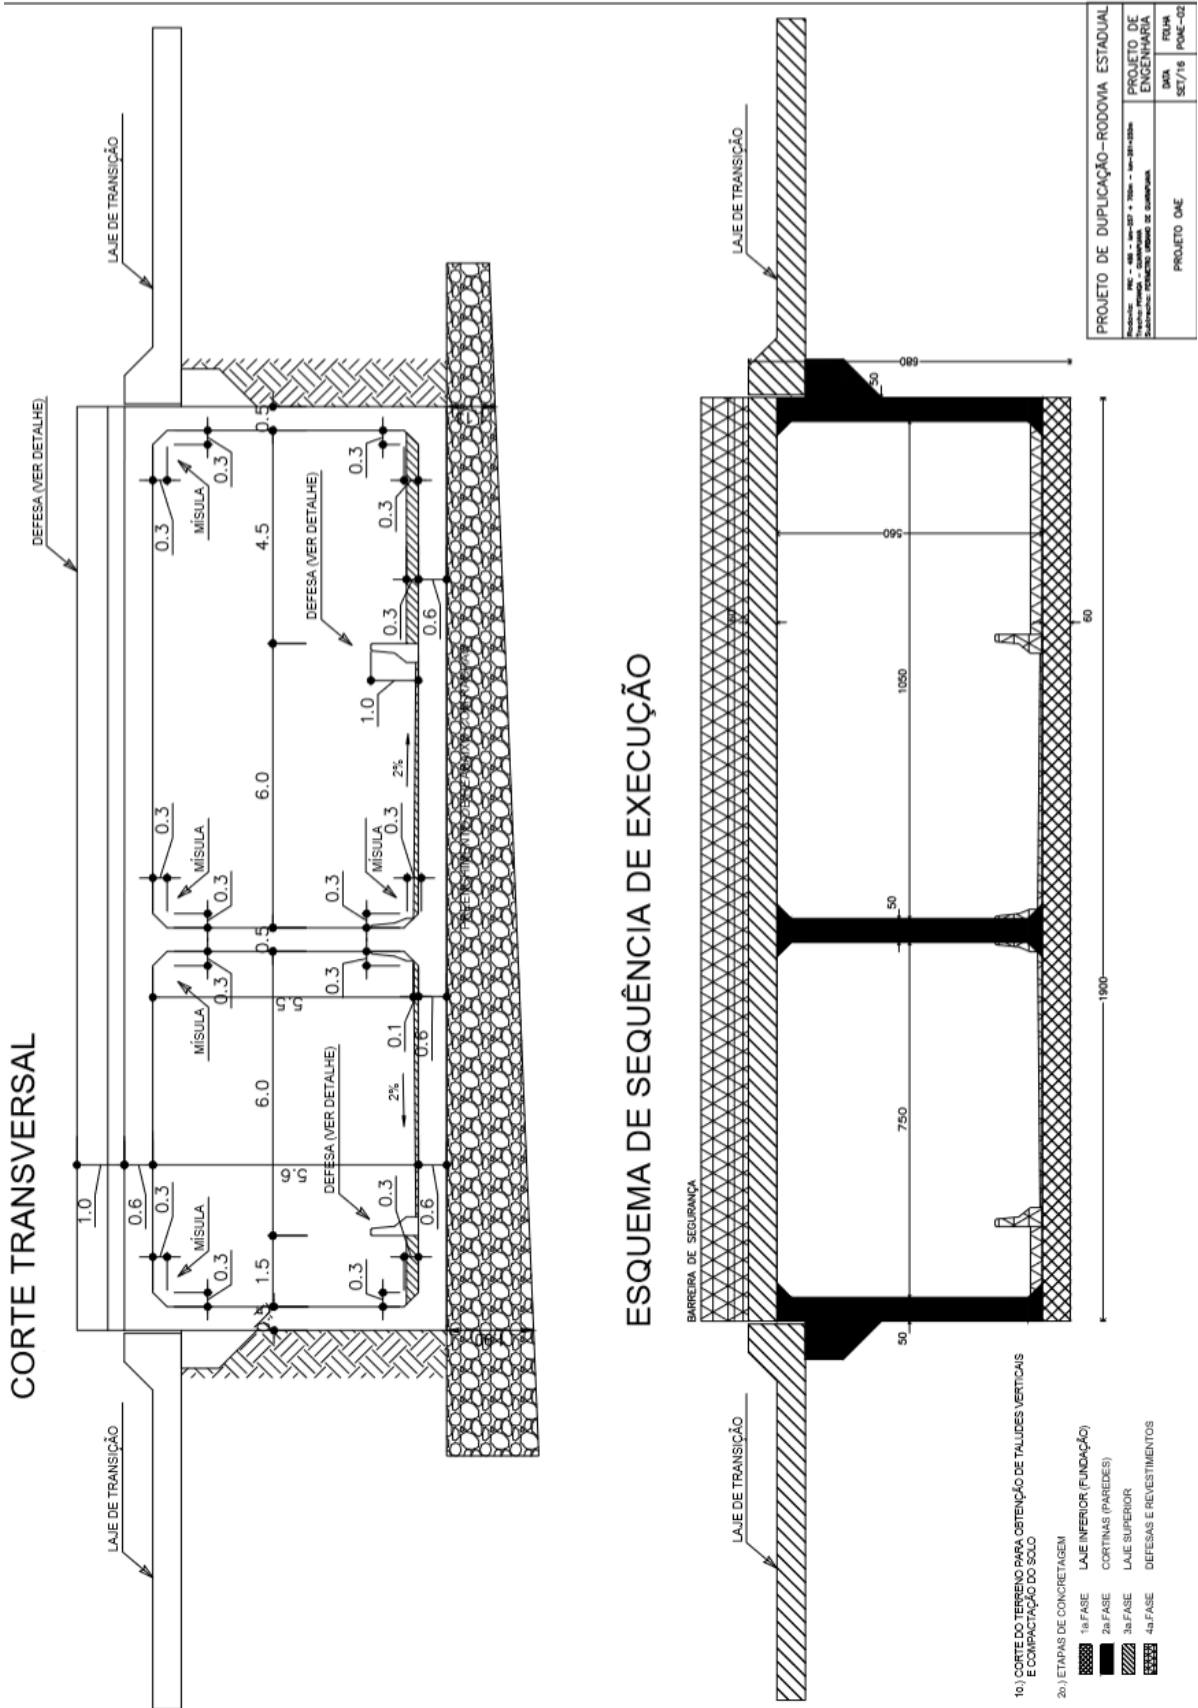 CORTE TRANSVERSAL
LAJE DE TRANSIÇÃO
DEFESA (VER DETALHE)
LAJE DE TRANSIÇÃO
1.0
0.6
0.3
MÍSULA
0.3
1.5
0.3
5.6
DEFESA (VER DETALHE)
0.3
0.6
6.0
2%
MÍSULA
0.3
5.5
0.3
0.1
0.6
0.5
0.3
MÍSULA
0.3
0.3
MÍSULA
0.3
6.0
2%
1.0
DEFESA (VER DETALHE)
0.3
0.6
4.5
0.3
MÍSULA
0.3
0.3
0.3
0.5
ESQUEMA DE SEQUÊNCIA DE EXECUÇÃO
LAJE DE TRANSIÇÃO
BARREIRA DE SEGURANÇA
LAJE DE TRANSIÇÃO
50
750
50
1050
560
50
680
60
1900
1o.) CORTE DO TERRENO PARA OBTENÇÃO DE TALUDES VERTICAIS
E COMPACTAÇÃO DO SOLO
2o.) ETAPAS DE CONCRETAGEM
1a.FASE LAJE INFERIOR (FUNDAÇÃO)
2a.FASE CORTINAS (PAREDES)
3a.FASE LAJE SUPERIOR
4a.FASE DEFESAS E REVESTIMENTOS
PROJETO DE DUPLICAÇÃO-RODOVIA ESTADUAL
PROJETO DE
ENGENHARIA
PROJETO OAE
DATA
SET/16
FOLHA
POAE-02